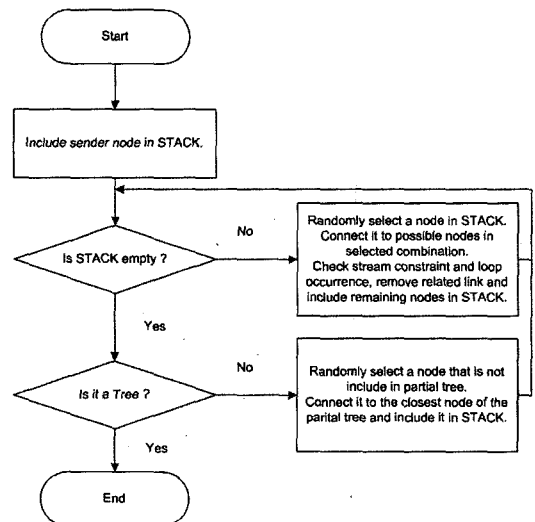 Start
Include sender node in STACK.
Is STACK empty ?
No
Randomly select a node in STACK.
Connect it to possible nodes in
selected combination.
Check stream constraint and loop
occurrence, remove related link and
include remaining nodes in STACK.
Yes
Is it a Tree ?
No
Randomly select a node that is not
include in partial tree.
Connect it to the closest node of the
parital tree and include it in STACK.
Yes
End